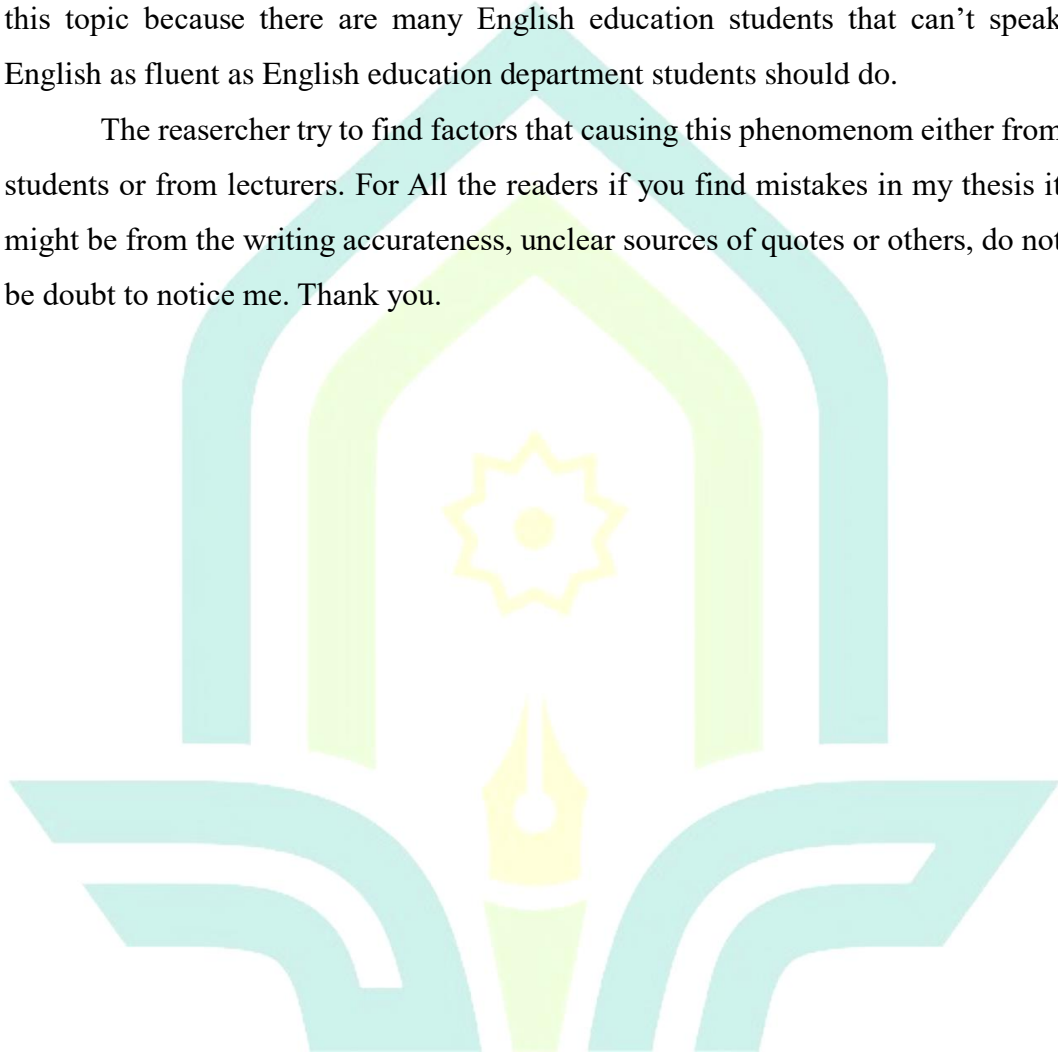 this topic because there are many English education students that can’t speak
English as fluent as English education department students should do.
The reasercher try to find factors that causing this phenomenom either from
students or from lecturers. For All the readers if you find mistakes in my thesis it
might be from the writing accurateness, unclear sources of quotes or others, do not
be doubt to notice me. Thank you.